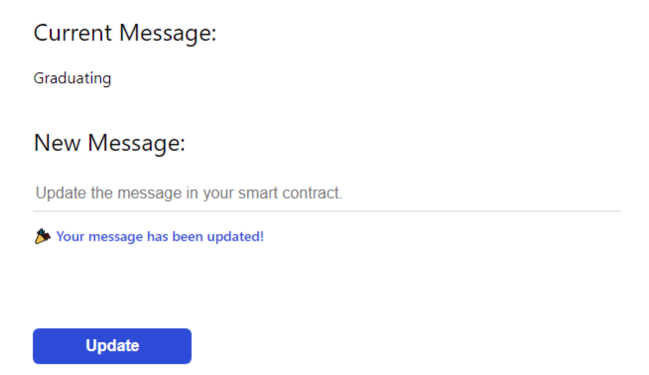 Current Message:
Graduating
New Message:
Update the message in your smart contract.
🎉 Your message has been updated!
Update